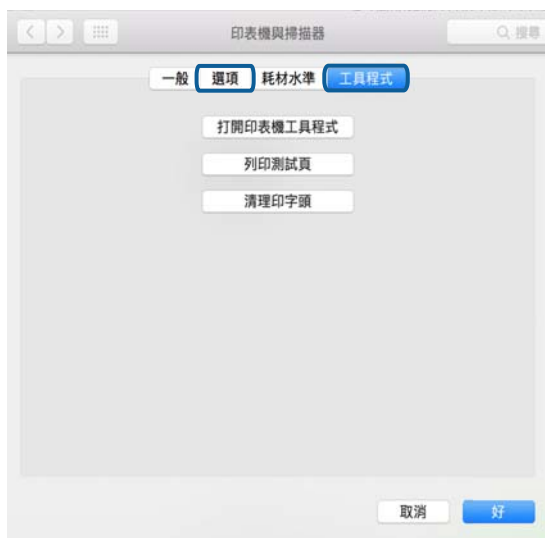 印表機與掃描器
搜尋
一般 選項 耗材水準 工具程式
打開印表機工具程式
列印測試頁
清理印字頭
取消 好